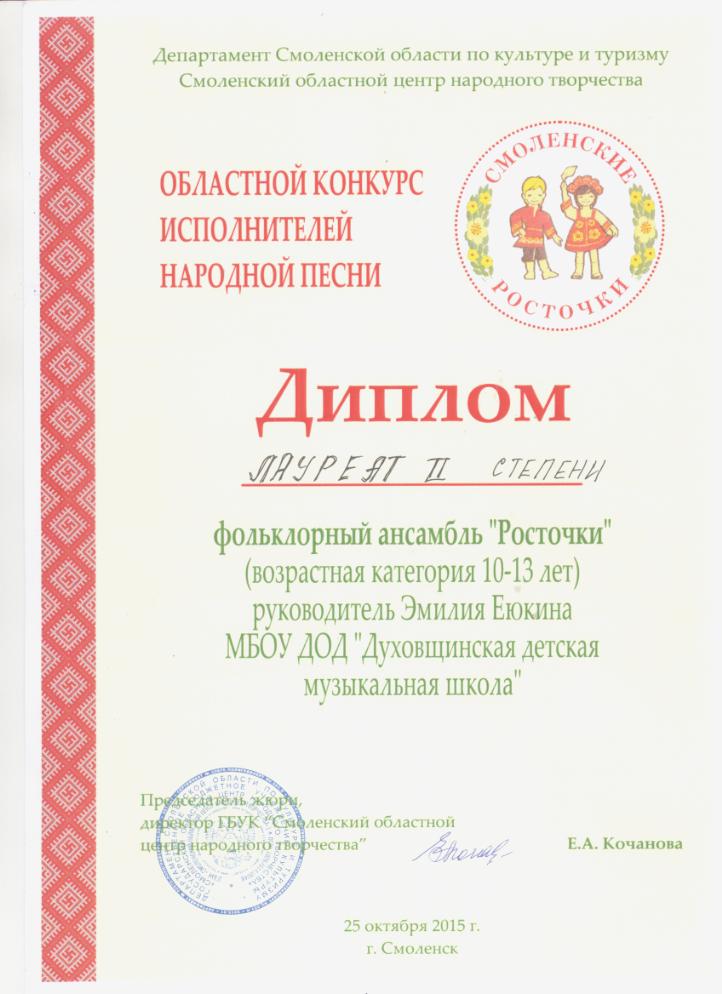 Департамент Смоленской области по культуре и туризму
Смоленский областной центр народного творчества
ОБЛАСТНОЙ КОНКУРС
ИСПОЛНИТЕЛЕЙ
НАРОДНОЙ ПЕСНИ
СМОЛЕНСКИЕ
РОСТОЧКИ
Диплом
ЛАУРЕАТ II СТЕПЕНИ
фольклорный ансамбль "Росточки"
(возрастная категория 10-13 лет)
руководитель Эмилия Еюкина
МБОУ ДОД "Духовщинская детская
музыкальная школа"
Председатель жюри,
директор ГБУК "Смоленский областной
центр народного творчества"
Е.А. Кочанова
25 октября 2015 г.
г. Смоленск